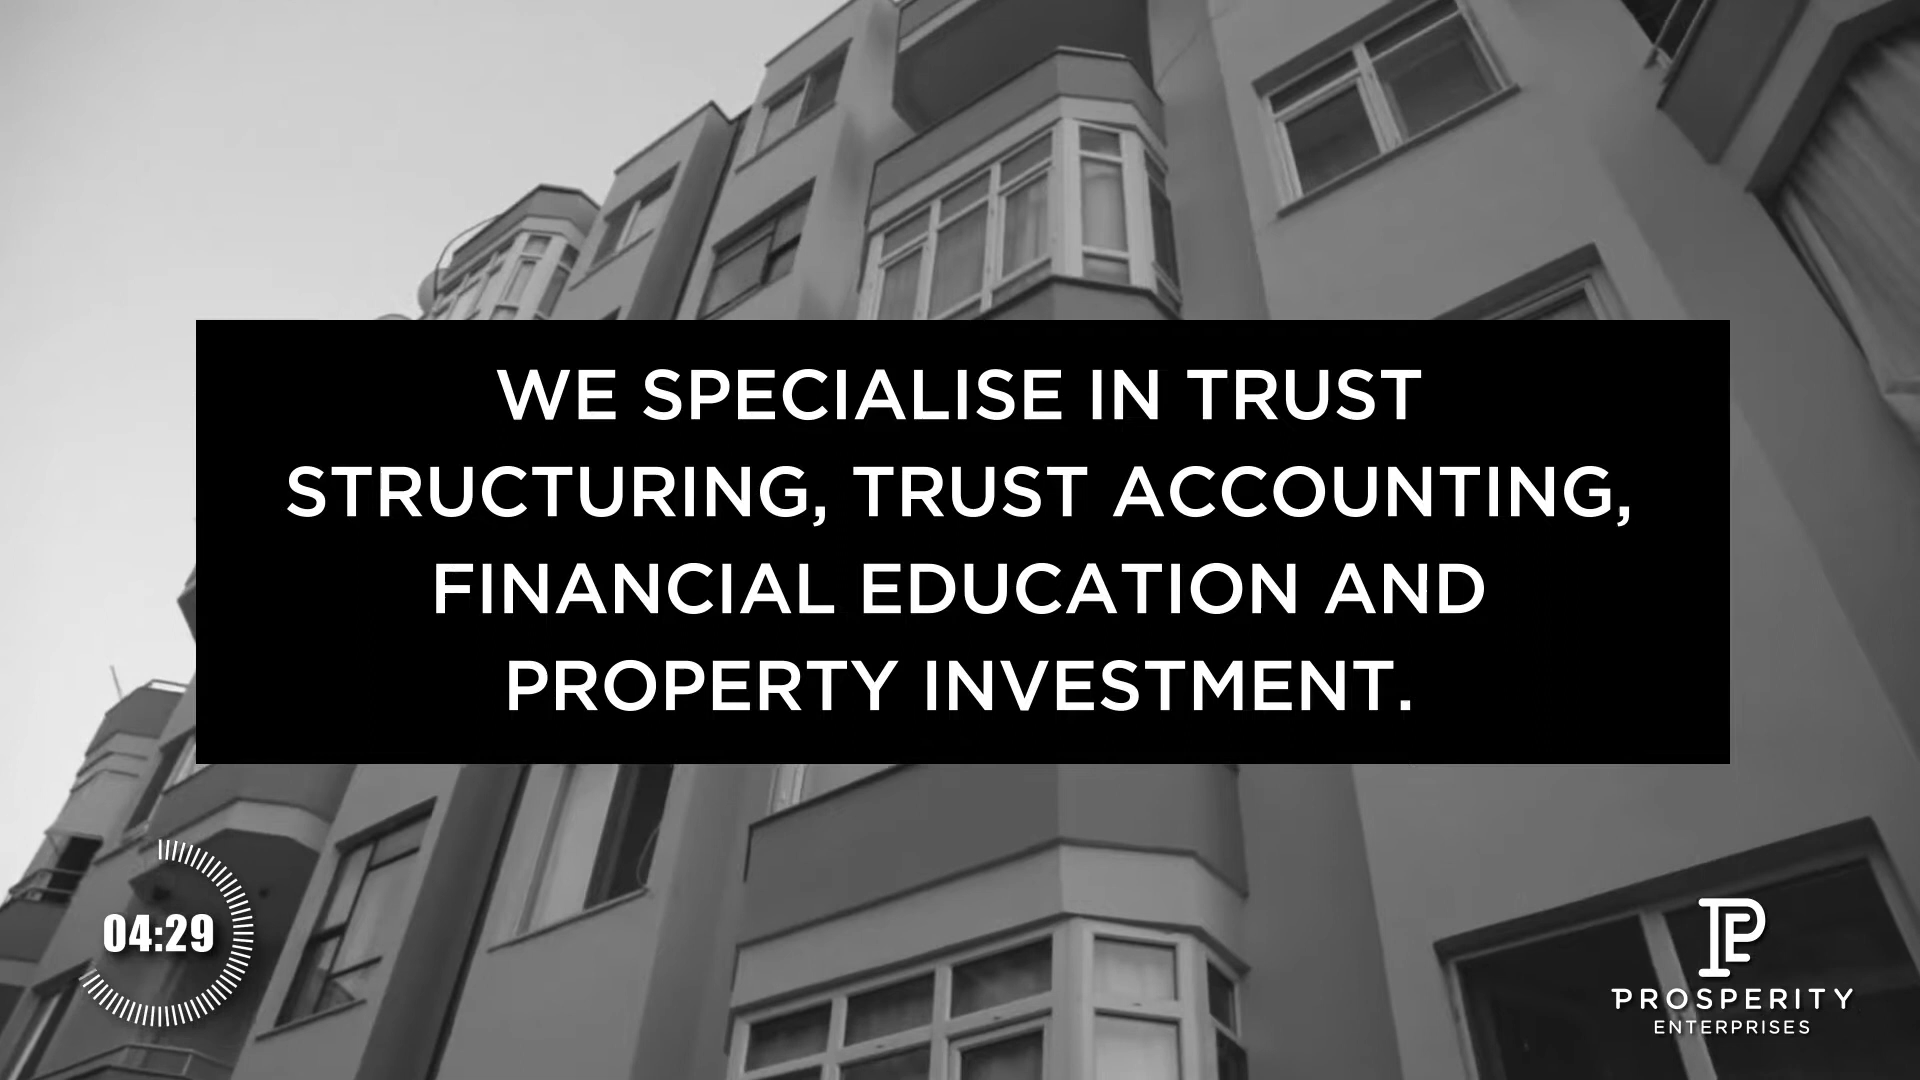 WE SPECIALISE IN TRUST
STRUCTURING, TRUST ACCOUNTING,
FINANCIAL EDUCATION AND
PROPERTY INVESTMENT.
04:29
PROSPERITY
ENTERPRISES